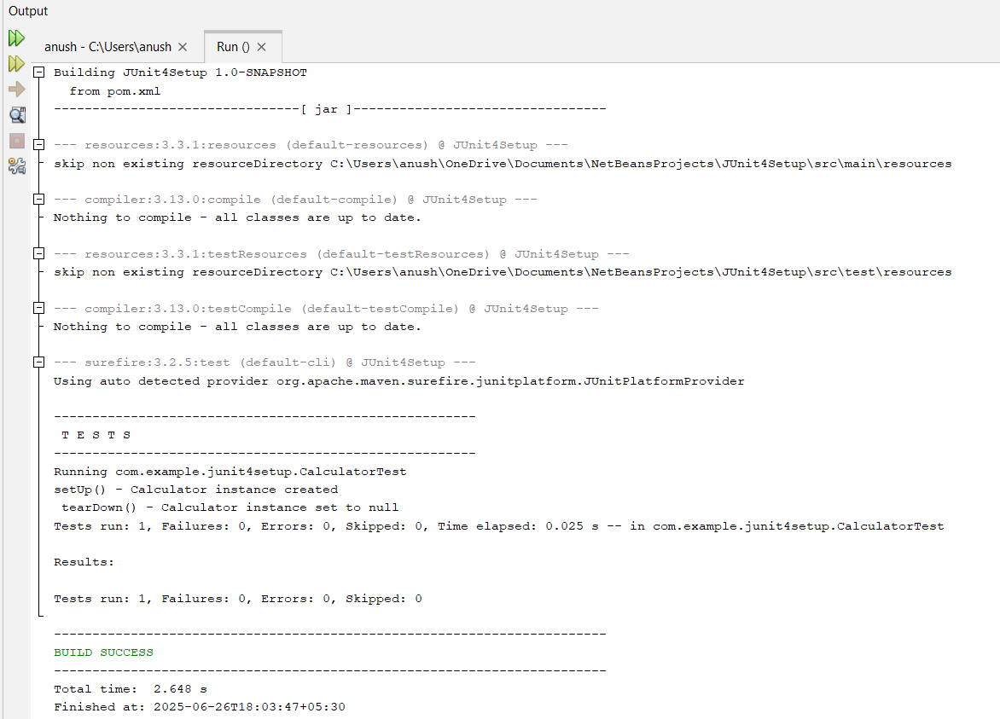 Output
anush - C:\Users\anush × Run () ×
Building JUnit4Setup 1.0-SNAPSHOT
  from pom.xml
--------------------------------[ jar ]---------------------------------
--- resources:3.3.1:resources (default-resources) @ JUnit4Setup ---
skip non existing resourceDirectory C:\Users\anush\OneDrive\Documents\NetBeansProjects\JUnit4Setup\src\main\resources
--- compiler:3.13.0:compile (default-compile) @ JUnit4Setup ---
Nothing to compile - all classes are up to date.
--- resources:3.3.1:testResources (default-testResources) @ JUnit4Setup ---
skip non existing resourceDirectory C:\Users\anush\OneDrive\Documents\NetBeansProjects\JUnit4Setup\src\test\resources
--- compiler:3.13.0:testCompile (default-testCompile) @ JUnit4Setup ---
Nothing to compile - all classes are up to date.
--- surefire:3.2.5:test (default-cli) @ JUnit4Setup ---
Using auto detected provider org.apache.maven.surefire.junitplatform.JUnitPlatformProvider
-------------------------------------------------------
 T E S T S
-------------------------------------------------------
Running com.example.junit4setup.CalculatorTest
setUp() - Calculator instance created
 tearDown() - Calculator instance set to null
Tests run: 1, Failures: 0, Errors: 0, Skipped: 0, Time elapsed: 0.025 s -- in com.example.junit4setup.CalculatorTest
Results:
Tests run: 1, Failures: 0, Errors: 0, Skipped: 0
------------------------------------------------------------------------
BUILD SUCCESS
------------------------------------------------------------------------
Total time:  2.648 s
Finished at: 2025-06-26T18:03:47+05:30